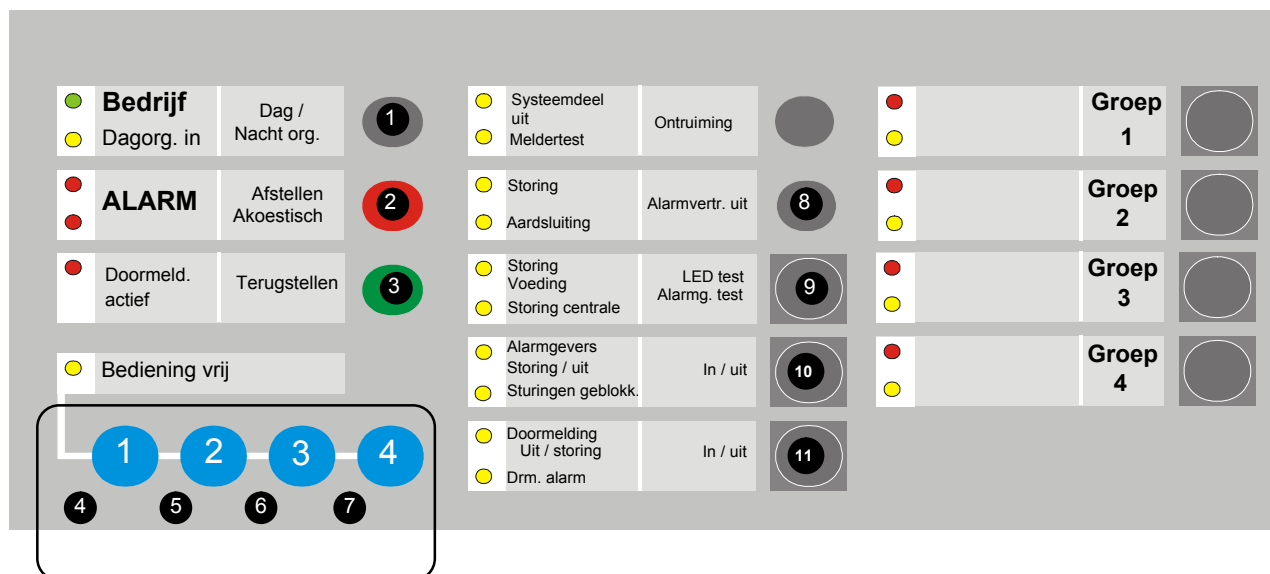 Bedrijf
Dagorg. in
Dag /
Nacht org.
1
ALARM
Afstellen
Akoestisch
2
Doormeld.
actief
Terugstellen
3
Bediening vrij
1 2 3 4
4 5 6 7
Systeemdeel
uit
Meldertest
Ontruiming
Storing
Aardsluiting
Alarmvertr. uit
8
Storing
Voeding
Storing centrale
LED test
Alarmg. test
9
Alarmgevers
Storing / uit
Sturingen geblokk.
In / uit
10
Doormelding
Uit / storing
Drm. alarm
In / uit
11
Groep
1
Groep
2
Groep
3
Groep
4